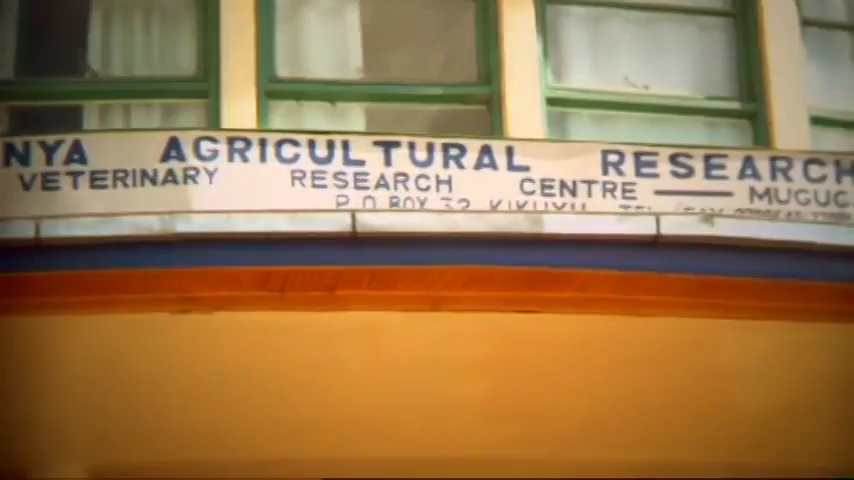 NYA AGRICULTURAL RESEARCH
VETERINARY RESEARCH CENTRE — MUGUG
P.O. BOX 32 KIKUYU